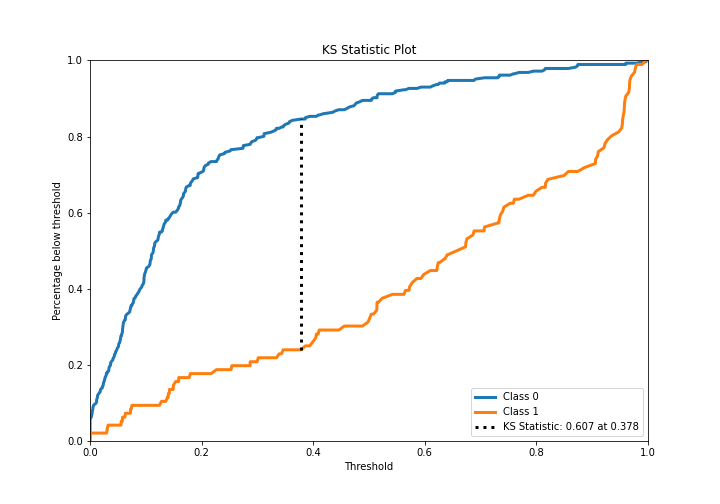 KS Statistic Plot
1.0
0.8
0.6
0.4
0.2
0.0
Percentage below threshold
0.0 0.2 0.4 0.6 0.8 1.0
Threshold
Class 0
Class 1
KS Statistic: 0.607 at 0.378